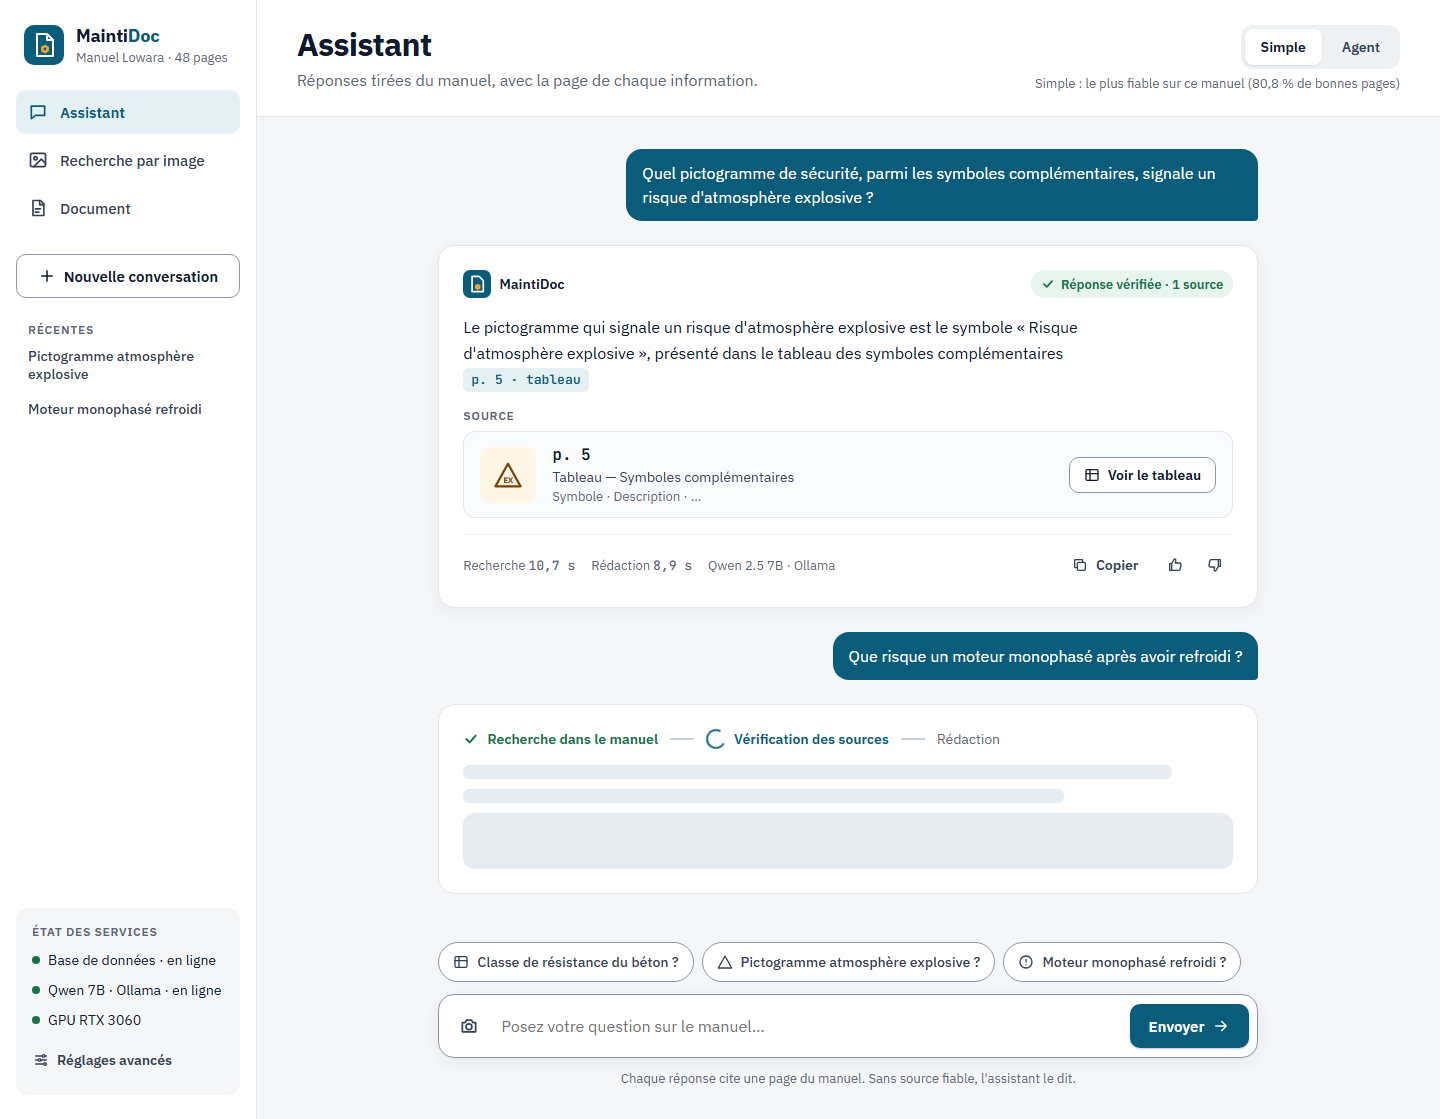 MaintiDoc
Manuel Lowara · 48 pages
Assistant
Recherche par image
Document
Nouvelle conversation
RÉCENTES
Pictogramme atmosphère
explosive
Moteur monophasé refroidi
ÉTAT DES SERVICES
Base de données · en ligne
Qwen 7B · Ollama · en ligne
GPU RTX 3060
Réglages avancés
Assistant
Réponses tirées du manuel, avec la page de chaque information.
Simple Agent
Simple : le plus fiable sur ce manuel (80,8 % de bonnes pages)
Quel pictogramme de sécurité, parmi les symboles complémentaires, signale un
risque d'atmosphère explosive ?
MaintiDoc
Réponse vérifiée · 1 source
Le pictogramme qui signale un risque d'atmosphère explosive est le symbole « Risque
d'atmosphère explosive », présenté dans le tableau des symboles complémentaires
p. 5 · tableau
SOURCE
EX
p. 5
Tableau — Symboles complémentaires
Symbole · Description · ...
Voir le tableau
Recherche 10,7 s Rédaction 8,9 s Qwen 2.5 7B · Ollama
Copier
Que risque un moteur monophasé après avoir refroidi ?
Recherche dans le manuel Vérification des sources Rédaction
Classe de résistance du béton ? Pictogramme atmosphère explosive ? Moteur monophasé refroidi ?
Posez votre question sur le manuel...
Envoyer
Chaque réponse cite une page du manuel. Sans source fiable, l'assistant le dit.